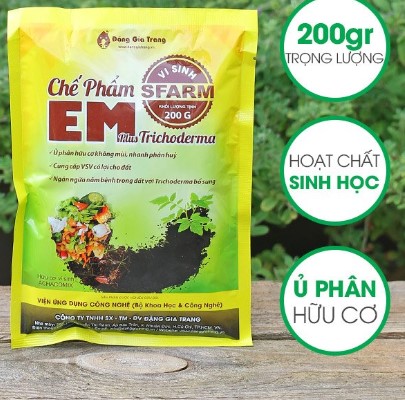 Đặng Gia Trang
Chế Phẩm
EM
Plus Trichoderma
VI SINH
SFARM
KHỐI LƯỢNG TỊNH
200 G
✓ Ủ phân hữu cơ không mùi, nhanh phân huỷ
✓ Cung cấp VSV có lợi cho đất
✓ Ngăn ngừa nấm bệnh trong đất với Trichoderma bổ sung
VIỆN ỨNG DỤNG CÔNG NGHỆ (Bộ Khoa Học & Công Nghệ)
CÔNG TY TNHH SX - TM - DV ĐẶNG GIA TRANG
200gr
TRỌNG LƯỢNG
HOẠT CHẤT
SINH HỌC
Ủ PHÂN
HỮU CƠ